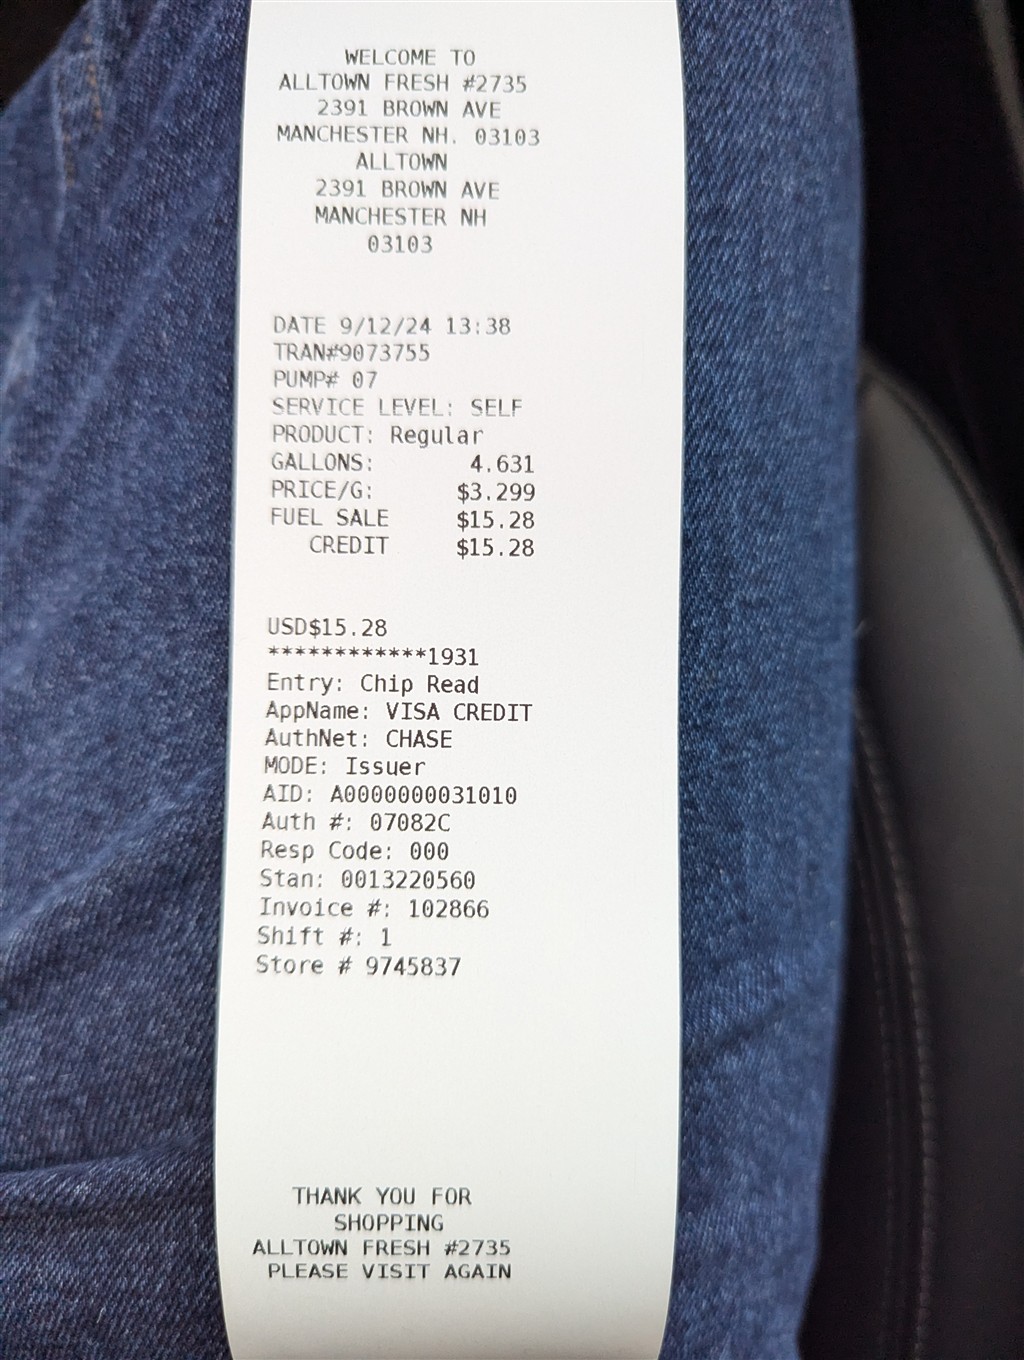 WELCOME TO
ALLTOWN FRESH #2735
2391 BROWN AVE
MANCHESTER NH. 03103
ALLTOWN
2391 BROWN AVE
MANCHESTER NH
03103
DATE 9/12/24 13:38
TRAN#9073755
PUMP# 07
SERVICE LEVEL: SELF
PRODUCT: Regular
GALLONS: 4.631
PRICE/G: $3.299
FUEL SALE $15.28
CREDIT $15.28
USD$15.28
************1931
Entry: Chip Read
AppName: VISA CREDIT
AuthNet: CHASE
MODE: Issuer
AID: A0000000031010
Auth #: 07082C
Resp Code: 000
Stan: 0013220560
Invoice #: 102866
Shift #: 1
Store # 9745837
THANK YOU FOR
SHOPPING
ALLTOWN FRESH #2735
PLEASE VISIT AGAIN